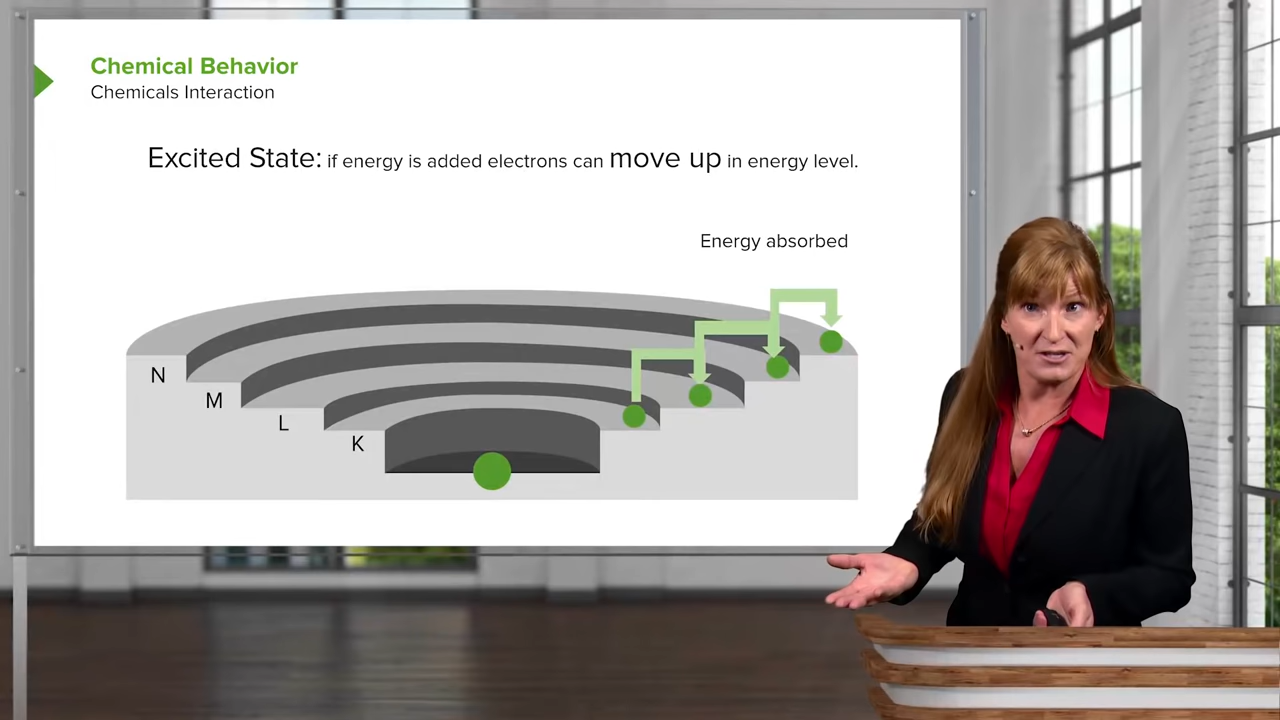 Chemical Behavior
Chemicals Interaction
Excited State: if energy is added electrons can move up in energy level.
Energy absorbed
N
M
L
K